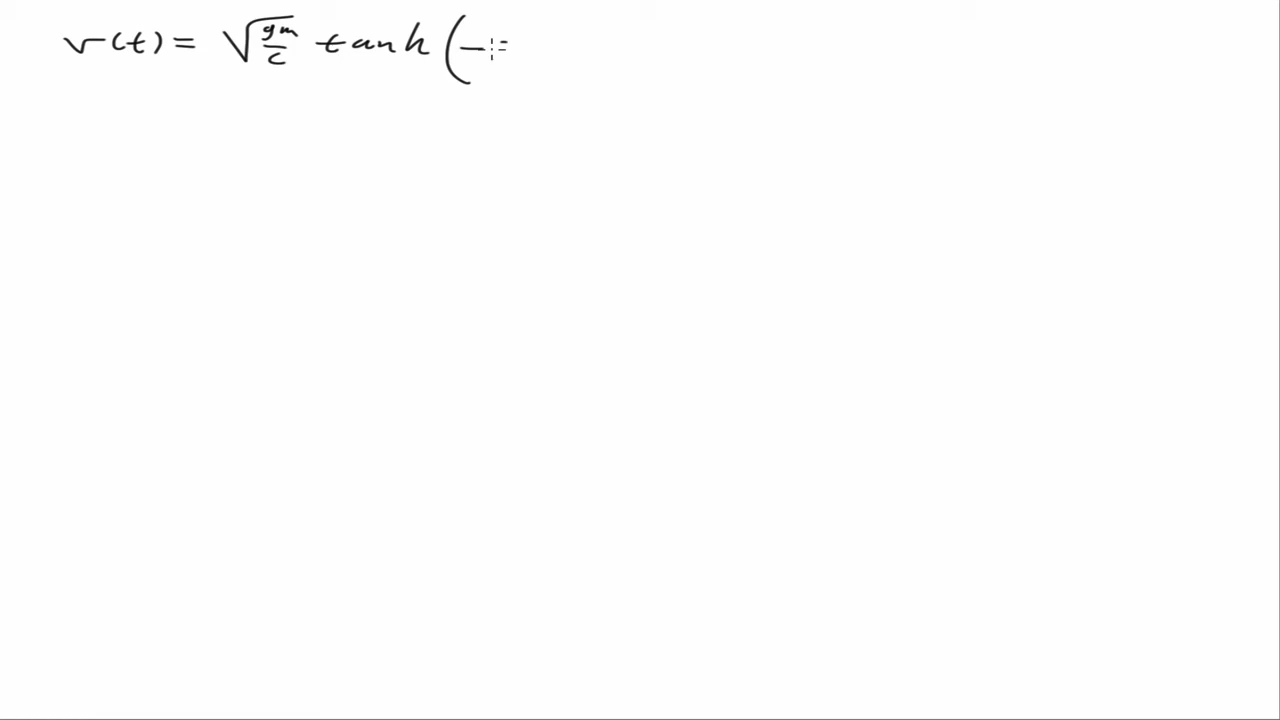 v(t) = √(gm/c) tanh (−